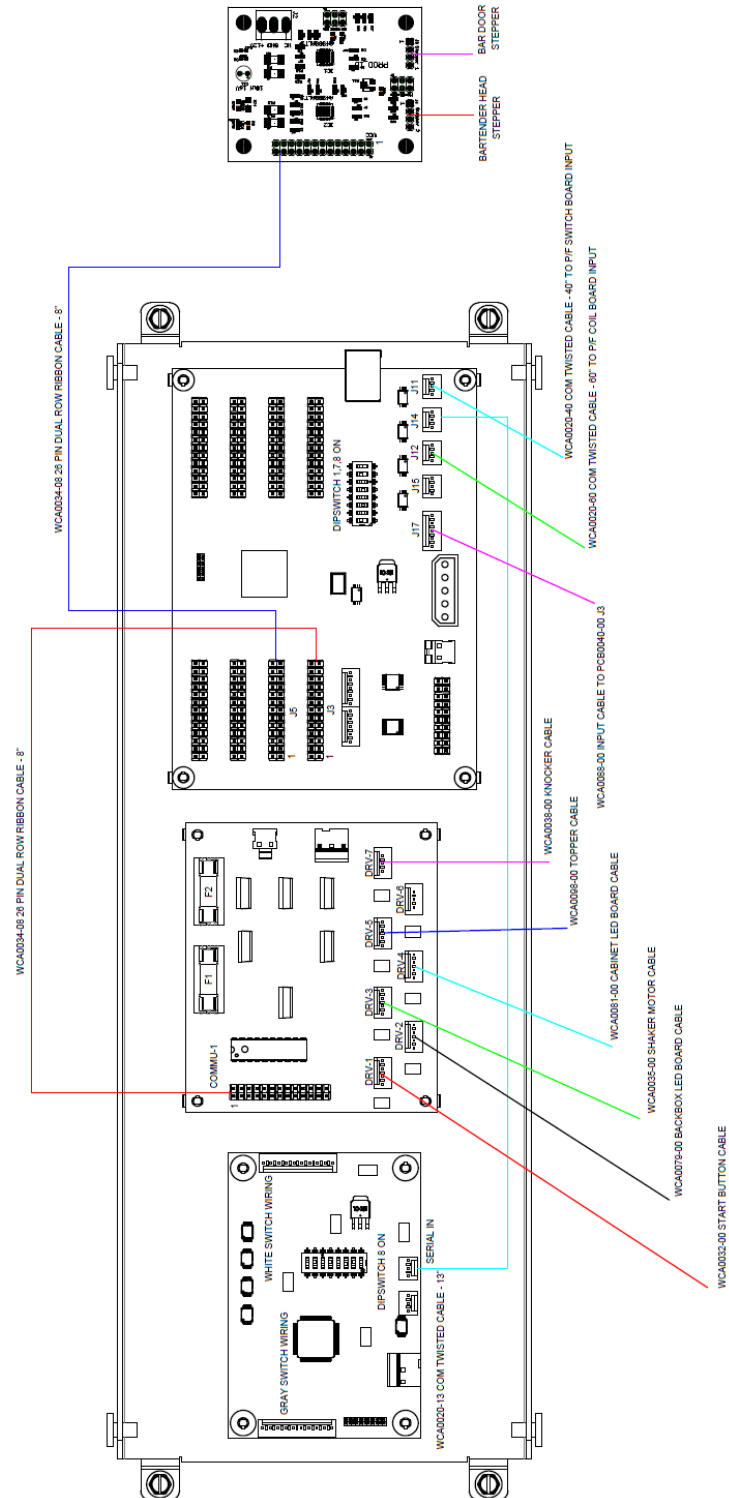 BAR DOOR
STEPPER
BARTENDER HEAD
STEPPER
PROD
WCA0034-08 26 PIN DUAL ROW RIBBON CABLE - 8"
WCA0020-40 COM TWISTED CABLE - 40" TO P/F SWITCH BOARD INPUT
WCA0020-60 COM TWISTED CABLE - 60" TO P/F COIL BOARD INPUT
J11
J14
J12
J15
J17
DIPSWITCH 1,7,8 ON
J5
1
J3
1
WCA0088-00 INPUT CABLE TO PCB0040-00 J3
WCA0034-08 26 PIN DUAL ROW RIBBON CABLE - 8"
WCA0038-00 KNOCKER CABLE
WCA0098-00 TOPPER CABLE
WCA0081-00 CABINET LED BOARD CABLE
WCA0035-00 SHAKER MOTOR CABLE
WCA0079-00 BACKBOX LED BOARD CABLE
WCA0032-00 START BUTTON CABLE
F2
F1
COMMU-1
1
DRV-7
DRV-6
DRV-5
DRV-4
DRV-3
DRV-2
DRV-1
WHITE SWITCH WIRING
GRAY SWITCH WIRING
DIPSWITCH 8 ON
SERIAL IN
WCA0020-13 COM TWISTED CABLE - 13"